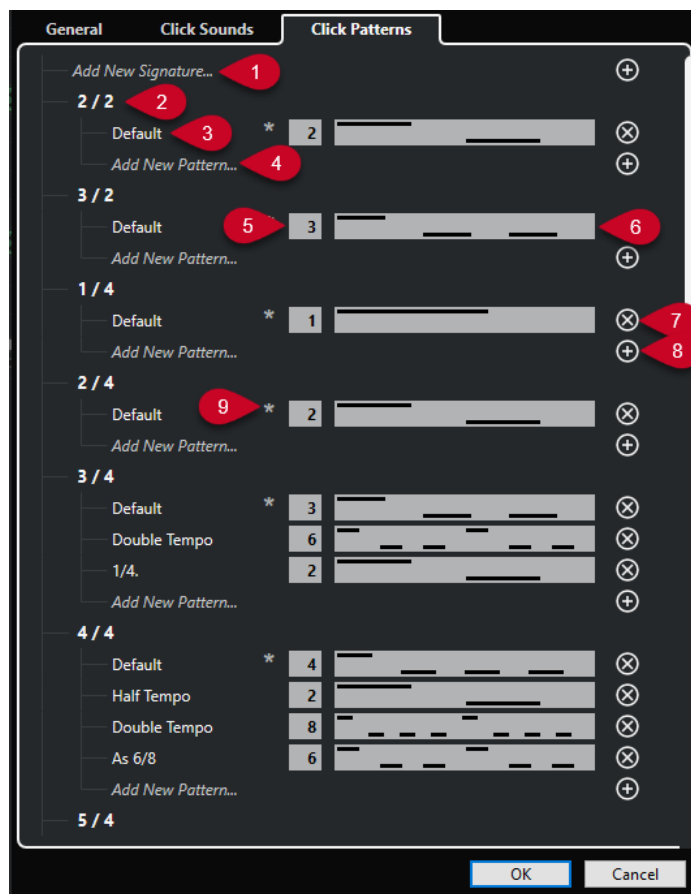 General Click Sounds Click Patterns
Add New Signature... 1
2 / 2 2
Default 3 * 2
Add New Pattern... 4
3 / 2
Default 5 3 6
Add New Pattern...
1 / 4
Default * 1 7
Add New Pattern... 8
2 / 4
Default 9 * 2
Add New Pattern...
3 / 4
Default * 3
Double Tempo 6
1/4. 2
Add New Pattern...
4 / 4
Default * 4
Half Tempo 2
Double Tempo 8
As 6/8 6
Add New Pattern...
5 / 4
OK Cancel